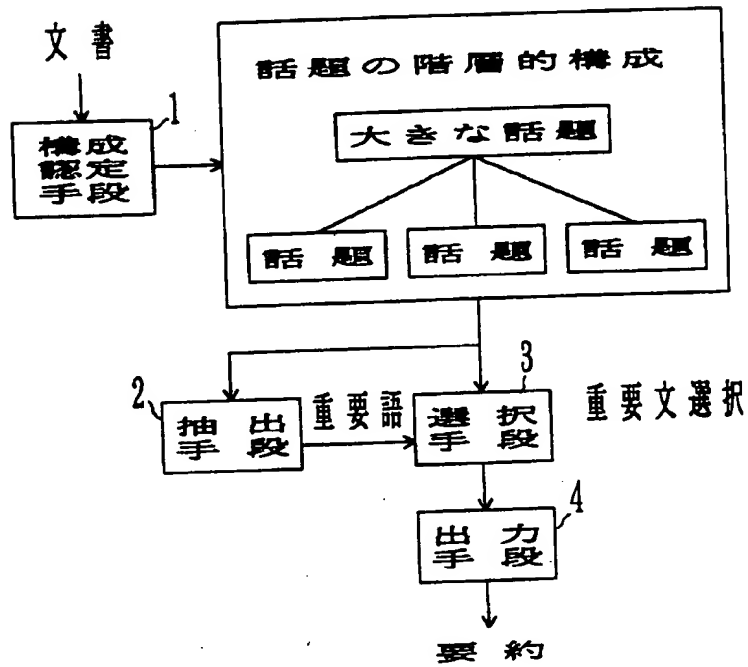 文書
1
構成
認定
手段
話題の階層的構成
大きな話題
話題
話題
話題
2
抽出
手段
重要語
3
選択
手段
重要文選択
4
出力
手段
要約